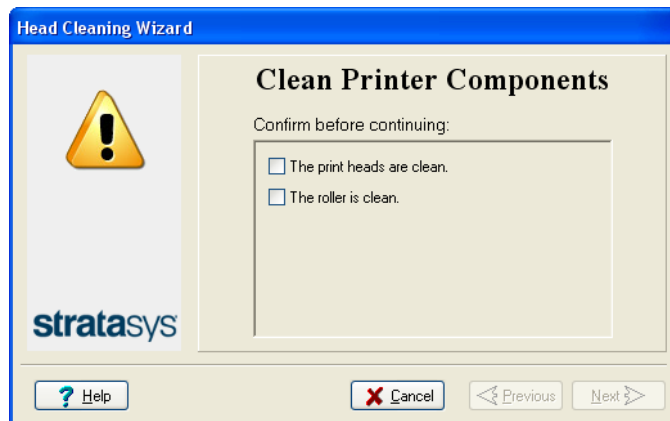 Head Cleaning Wizard
Clean Printer Components
Confirm before continuing:
The print heads are clean.
The roller is clean.
stratasys
? Help
Cancel
Previous
Next